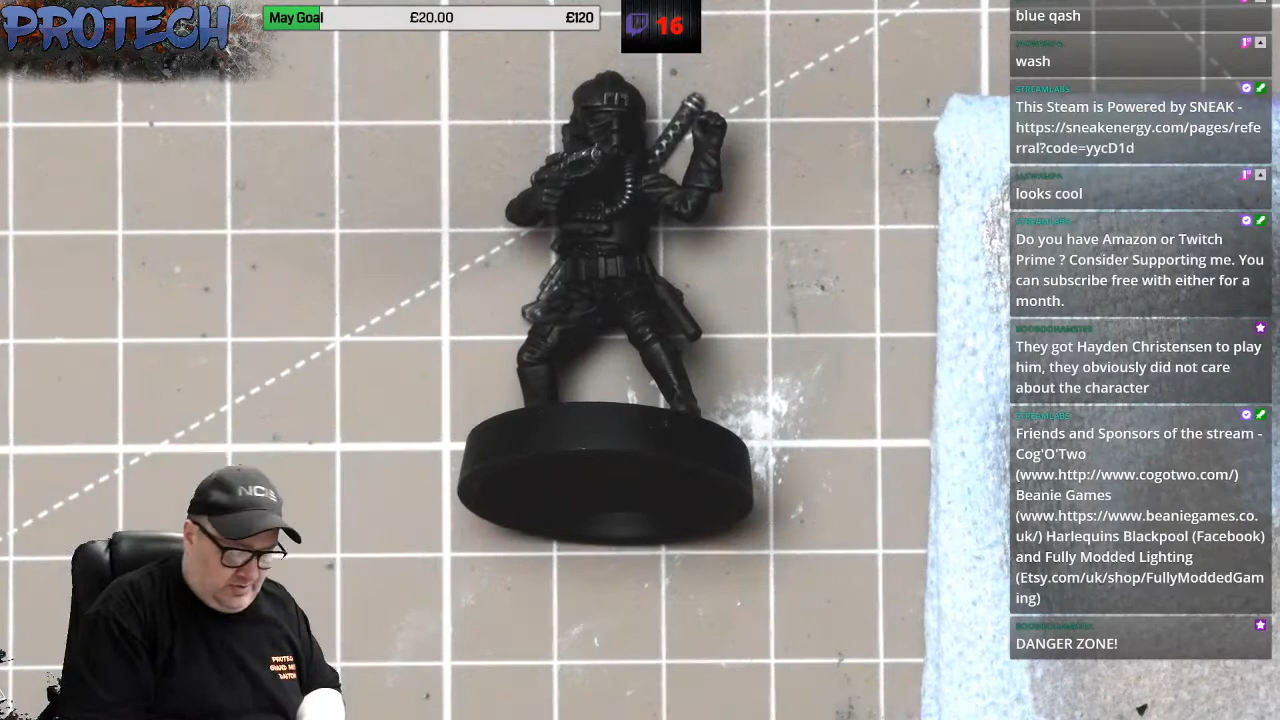 PROTECH
May Goal £20.00 £120
16
blue qash
wash
STREAMLABS
This Steam is Powered by SNEAK -
https://sneakenergy.com/pages/refe
rral?code=yycD1d
looks cool
STREAMLABS
Do you have Amazon or Twitch
Prime ? Consider Supporting me. You
can subscribe free with either for a
month.
They got Hayden Christensen to play
him, they obviously did not care
about the character
STREAMLABS
Friends and Sponsors of the stream -
Cog'O'Two
(www.http://www.cogotwo.com/)
Beanie Games
(www.https://www.beaniegames.co.
uk/) Harlequins Blackpool (Facebook)
and Fully Modded Lighting
(Etsy.com/uk/shop/FullyModdedGam
ing)
DANGER ZONE!
NCIS